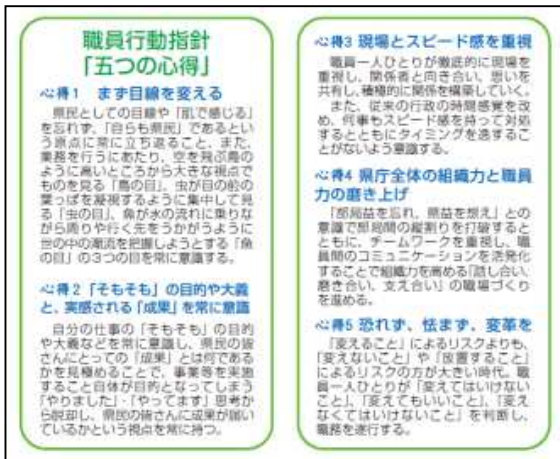 職員行動指針
「五つの心得」
心得1 まず目線を変える
県民としての目線や「肌で感じる」
を忘れず、「自らも県民」であるとい
う原点に常に立ち返ること、また、
業務を行うにあたり、空を飛ぶ鳥の
ように高いところから大きな視点で
ものを見る「鳥の目」、虫が目の前の
葉っぱを凝視するように集中して見
る「虫の目」、魚が水の流れに乗りな
がら周りや行く先をうかがうように
世の中の潮流を把握しようとする「魚
の目」の3つの目を常に意識する。
心得2 「そもそも」の目的や大義
と、実感される「成果」を常に意識
自分の仕事の「そもそも」の目的
や大義などを常に意識し、県民の皆
さんにとっての「成果」とは何である
かを見極めることで、事業等を実施
すること自体が目的となってしまう
「やりました」・「やってます」思考か
ら脱却し、県民の皆さんに成果が届い
ているかという視点を常に持つ。
心得3 現場とスピード感を重視
職員一人ひとりが徹底的に現場を
重視し、関係者と向き合い、思いを
共有し、積極的に関係を構築していく。
また、従来の行政の時間感覚を改
め、何事もスピード感を持って対処
するとともにタイミングを逸するこ
とがないよう意識する。
心得4 県庁全体の組織力と職員
力の磨き上げ
「部局益を忘れ、県益を想え」との
意識で部局間の縦割りを打破すると
ともに、チームワークを重視し、職
員間のコミュニケーションを活発化
することで組織力を高める「話し合い、
磨き合い、支え合い」の職場づくり
を進める。
心得5 恐れず、怯まず、変革を
「変えること」によるリスクよりも、
「変えないこと」や「放置すること」
によるリスクの方が大きい時代。職
員一人ひとりが「変えてはいけない
こと」、「変えてもいいこと」、「変え
なくてはいけないこと」を判断し、
職務を遂行する。